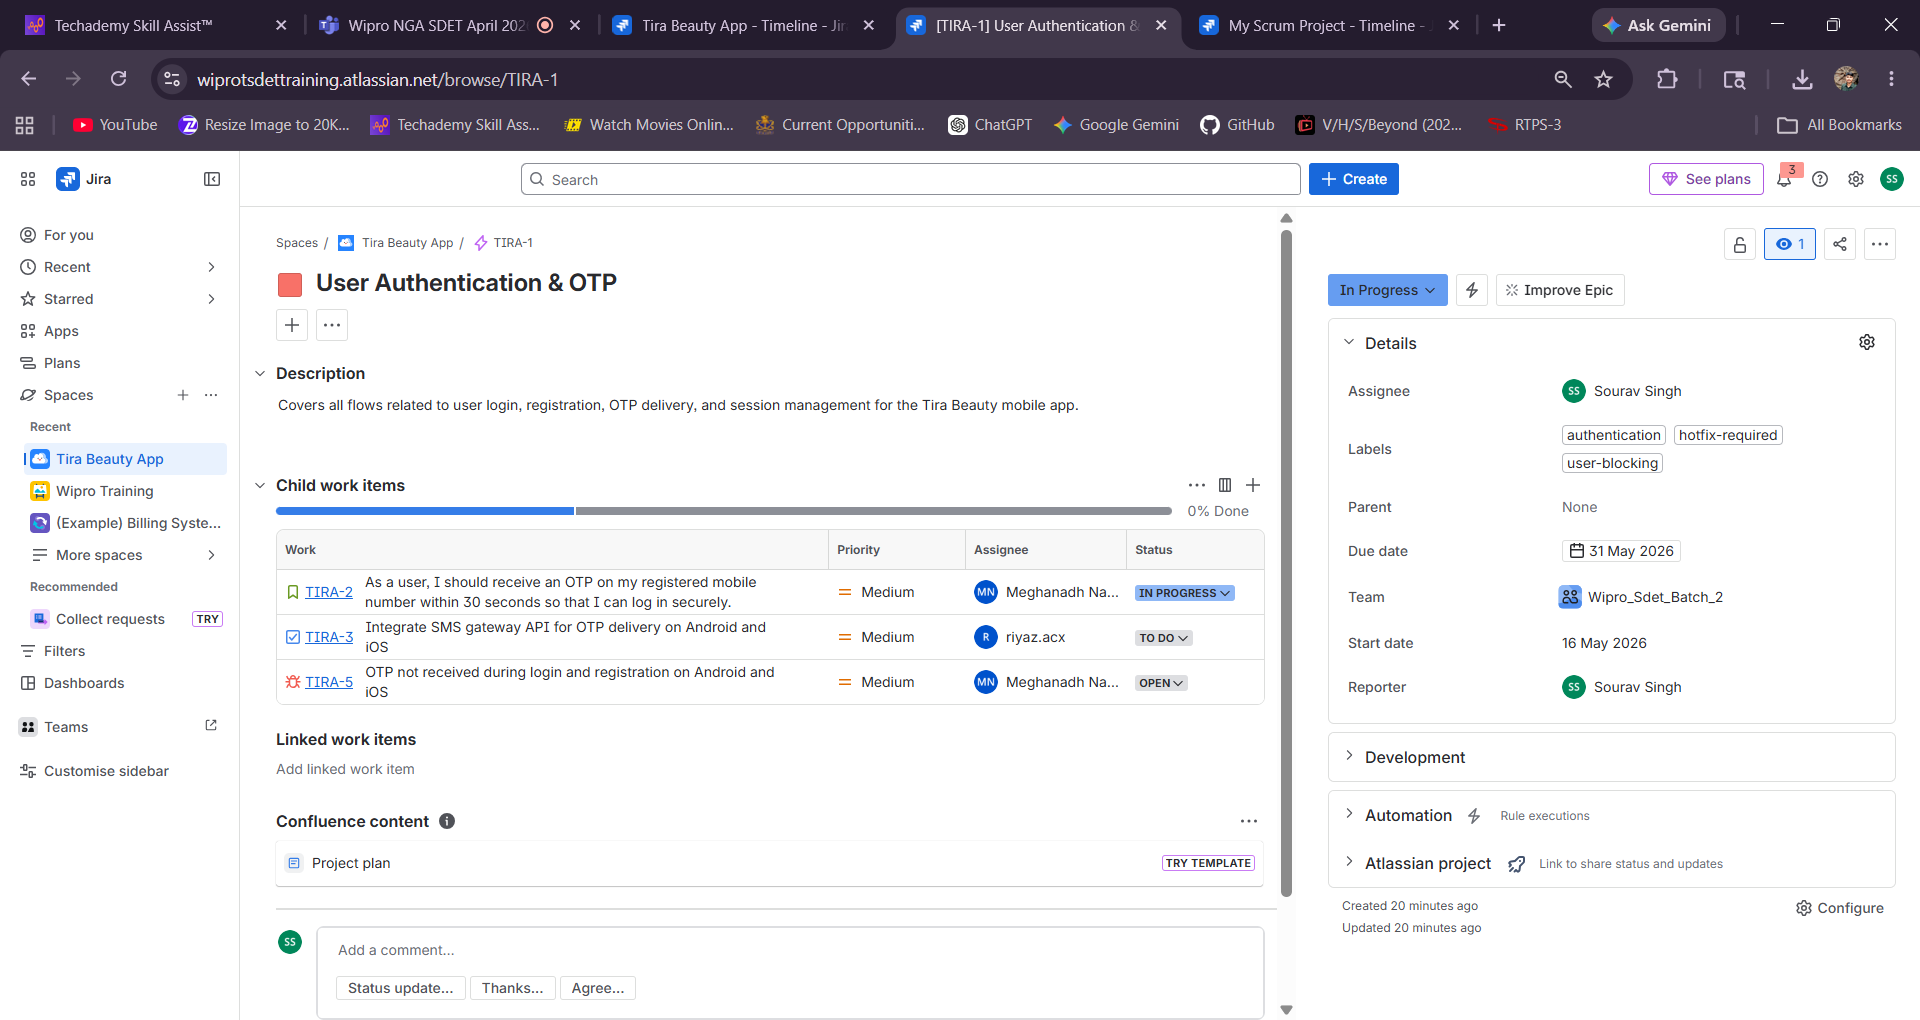 Techademy Skill Assist™
Wipro NGA SDET April 202
Tira Beauty App - Timeline - Jir
[TIRA-1] User Authentication &
My Scrum Project - Timeline -
Ask Gemini
wiprotsdettraining.atlassian.net/browse/TIRA-1
YouTube
Resize Image to 20K...
Techademy Skill Ass...
Watch Movies Onlin...
Current Opportuniti...
ChatGPT
Google Gemini
GitHub
V/H/S/Beyond (202...
RTPS-3
All Bookmarks
Jira
Search
Create
See plans
3
SS
For you
Recent
Starred
Apps
Plans
Spaces
Recent
Tira Beauty App
Wipro Training
(Example) Billing Syste...
More spaces
Recommended
Collect requests
TRY
Filters
Dashboards
Teams
Customise sidebar
Spaces / Tira Beauty App / TIRA-1
User Authentication & OTP
Description
Covers all flows related to user login, registration, OTP delivery, and session management for the Tira Beauty mobile app.
Child work items
0% Done
Work Priority Assignee Status
TIRA-2 As a user, I should receive an OTP on my registered mobile
number within 30 seconds so that I can log in securely.
Medium MN Meghanadh Na... IN PROGRESS
TIRA-3 Integrate SMS gateway API for OTP delivery on Android and
iOS
Medium R riyaz.acx TO DO
TIRA-5 OTP not received during login and registration on Android and
iOS
Medium MN Meghanadh Na... OPEN
Linked work items
Add linked work item
Confluence content
Project plan
TRY TEMPLATE
SS
Add a comment...
Status update...
Thanks...
Agree...
1
In Progress
Improve Epic
Details
Assignee SS Sourav Singh
Labels authentication hotfix-required
user-blocking
Parent None
Due date 31 May 2026
Team Wipro_Sdet_Batch_2
Start date 16 May 2026
Reporter SS Sourav Singh
Development
Automation Rule executions
Atlassian project Link to share status and updates
Created 20 minutes ago
Updated 20 minutes ago
Configure